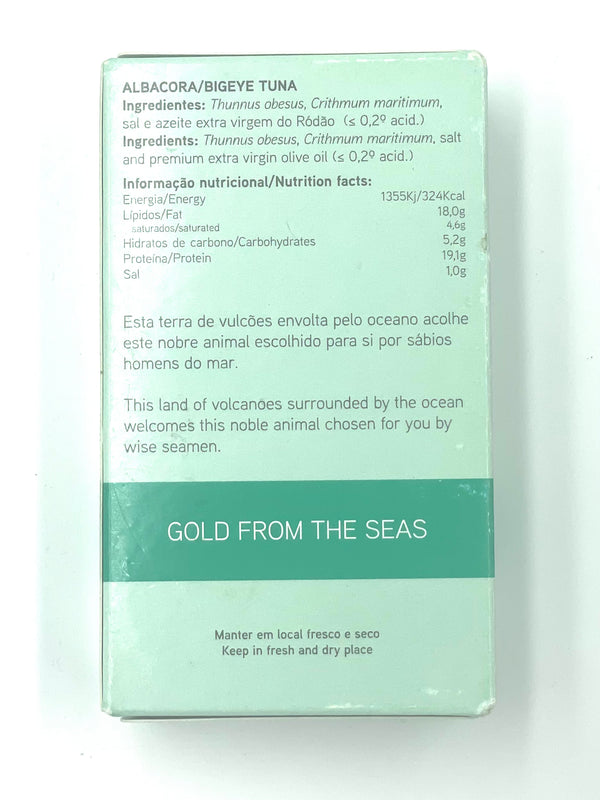 ALBACORA/BIGEYE TUNA
Ingredientes: Thunnus obesus, Crithmum maritimum,
sal e azeite extra virgem do Ródão (≤ 0,2º acid.)
Ingredients: Thunnus obesus, Crithmum maritimum, salt
and premium extra virgin olive oil (≤ 0,2º acid.)
Informação nutricional/Nutrition facts:
Energia/Energy 1355Kj/324Kcal
Lípidos/Fat 18,0g
saturados/saturated 4,6g
Hidratos de carbono/Carbohydrates 5,2g
Proteína/Protein 19,1g
Sal 1,0g
Esta terra de vulcões envolta pelo oceano acolhe
este nobre animal escolhido para si por sábios
homens do mar.
This land of volcanoes surrounded by the ocean
welcomes this noble animal chosen for you by
wise seamen.
GOLD FROM THE SEAS
Manter em local fresco e seco
Keep in fresh and dry place